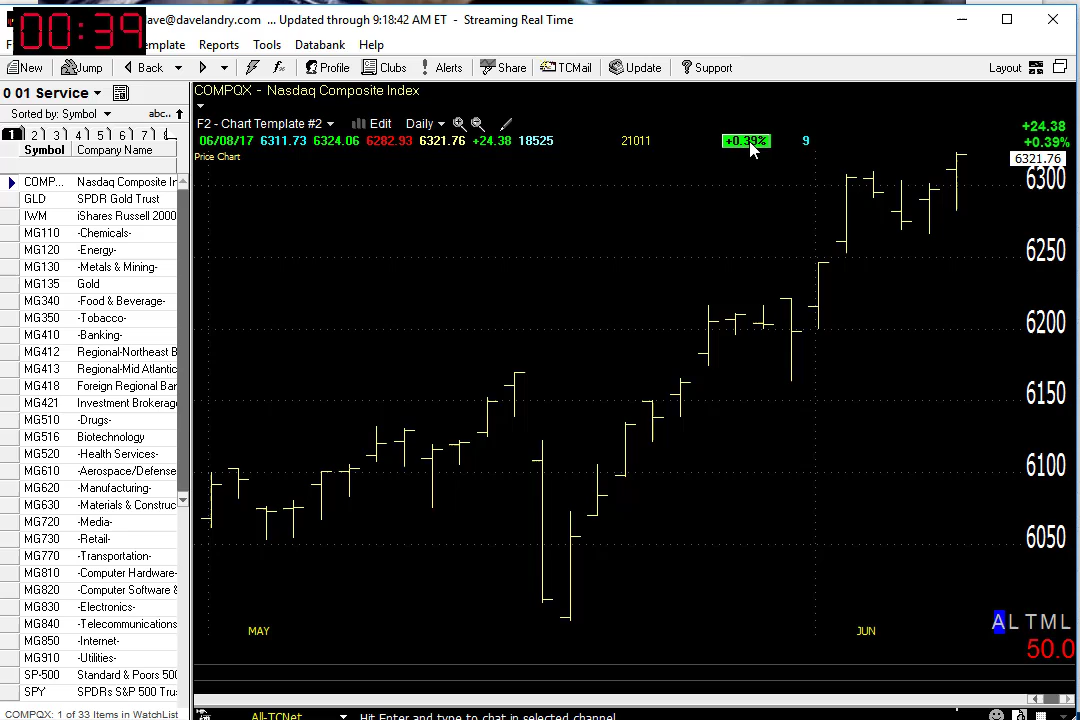 00:39 ave@davelandry.com ... Updated through 9:18:42 AM ET - Streaming Real Time
F emplate Reports Tools Databank Help
New Jump Back Profile Clubs Alerts Share TCMail Update Support Layout
0 01 Service COMPQX - Nasdaq Composite Index
Sorted by: Symbol abc..
1 2 3 4 5 6 7 F2 - Chart Template #2 Edit Daily
Symbol Company Name 06/08/17 6311.73 6324.06 6282.93 6321.76 +24.38 18525 21011 +0.39% 9
Price Chart
+24.38
+0.39%
6321.76
6300
6250
6200
6150
6100
6050
COMP... Nasdaq Composite In
GLD SPDR Gold Trust
IWM iShares Russell 2000
MG110 -Chemicals-
MG120 -Energy-
MG130 -Metals & Mining-
MG135 Gold
MG340 -Food & Beverage-
MG350 -Tobacco-
MG410 -Banking-
MG412 Regional-Northeast B
MG413 Regional-Mid Atlantic
MG418 Foreign Regional Ban
MG421 Investment Brokerage
MG510 -Drugs-
MG516 Biotechnology
MG520 -Health Services-
MG610 -Aerospace/Defense
MG620 -Manufacturing-
MG630 -Materials & Construc
MG720 -Media-
MG730 -Retail-
MG770 -Transportation-
MG810 -Computer Hardware-
MG820 -Computer Software &
MG830 -Electronics-
MG840 -Telecommunications
MG850 -Internet-
MG910 -Utilities-
SP-500 Standard & Poors 500
SPY SPDRs S&P 500 Trus
MAY JUN
A L T M L
50.0
COMPQX: 1 of 33 Items in WatchList All-TCNet Hit Enter and type to chat in selected channel